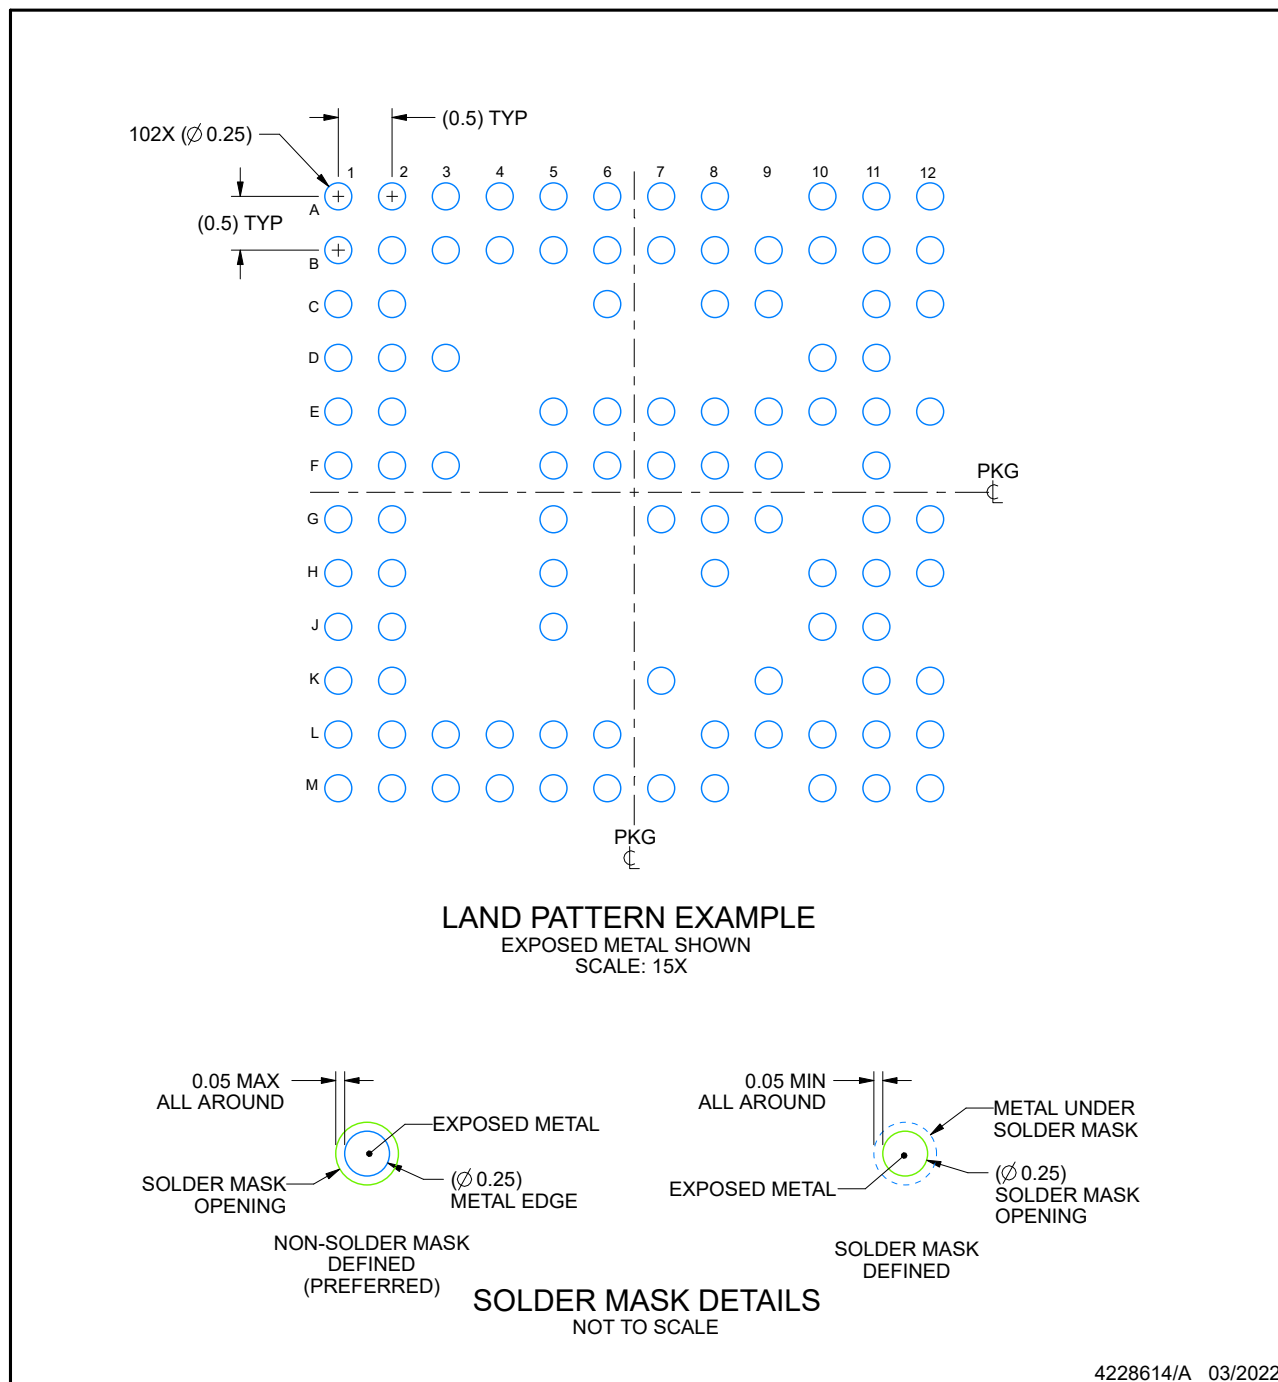 (0.5) TYP
102X (∅ 0.25)
1 2 3 4 5 6 7 8 9 10 11 12
A
(0.5) TYP
B
C
D
E
F
PKG
℄
G
H
J
K
L
M
PKG
℄
LAND PATTERN EXAMPLE
EXPOSED METAL SHOWN
SCALE: 15X
0.05 MAX
ALL AROUND
EXPOSED METAL
SOLDER MASK
OPENING
(∅ 0.25)
METAL EDGE
NON-SOLDER MASK
DEFINED
(PREFERRED)
0.05 MIN
ALL AROUND
METAL UNDER
SOLDER MASK
EXPOSED METAL
(∅ 0.25)
SOLDER MASK
OPENING
SOLDER MASK
DEFINED
SOLDER MASK DETAILS
NOT TO SCALE
4228614/A 03/2022